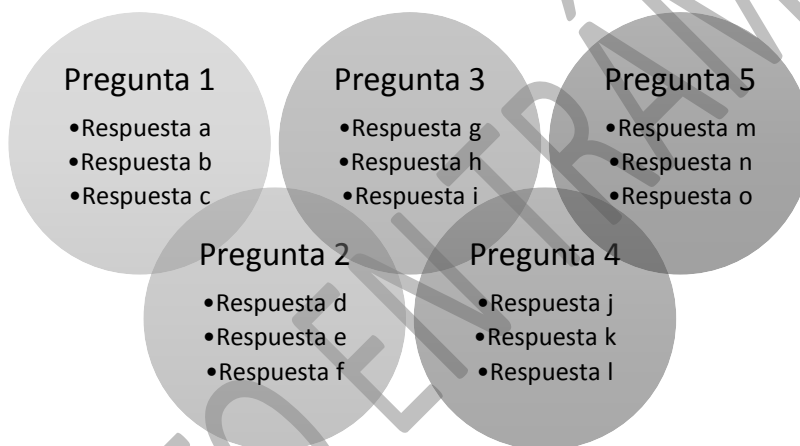 Pregunta 1
•Respuesta a
•Respuesta b
•Respuesta c
Pregunta 2
•Respuesta d
•Respuesta e
•Respuesta f
Pregunta 3
•Respuesta g
•Respuesta h
•Respuesta i
Pregunta 4
•Respuesta j
•Respuesta k
•Respuesta l
Pregunta 5
•Respuesta m
•Respuesta n
•Respuesta o